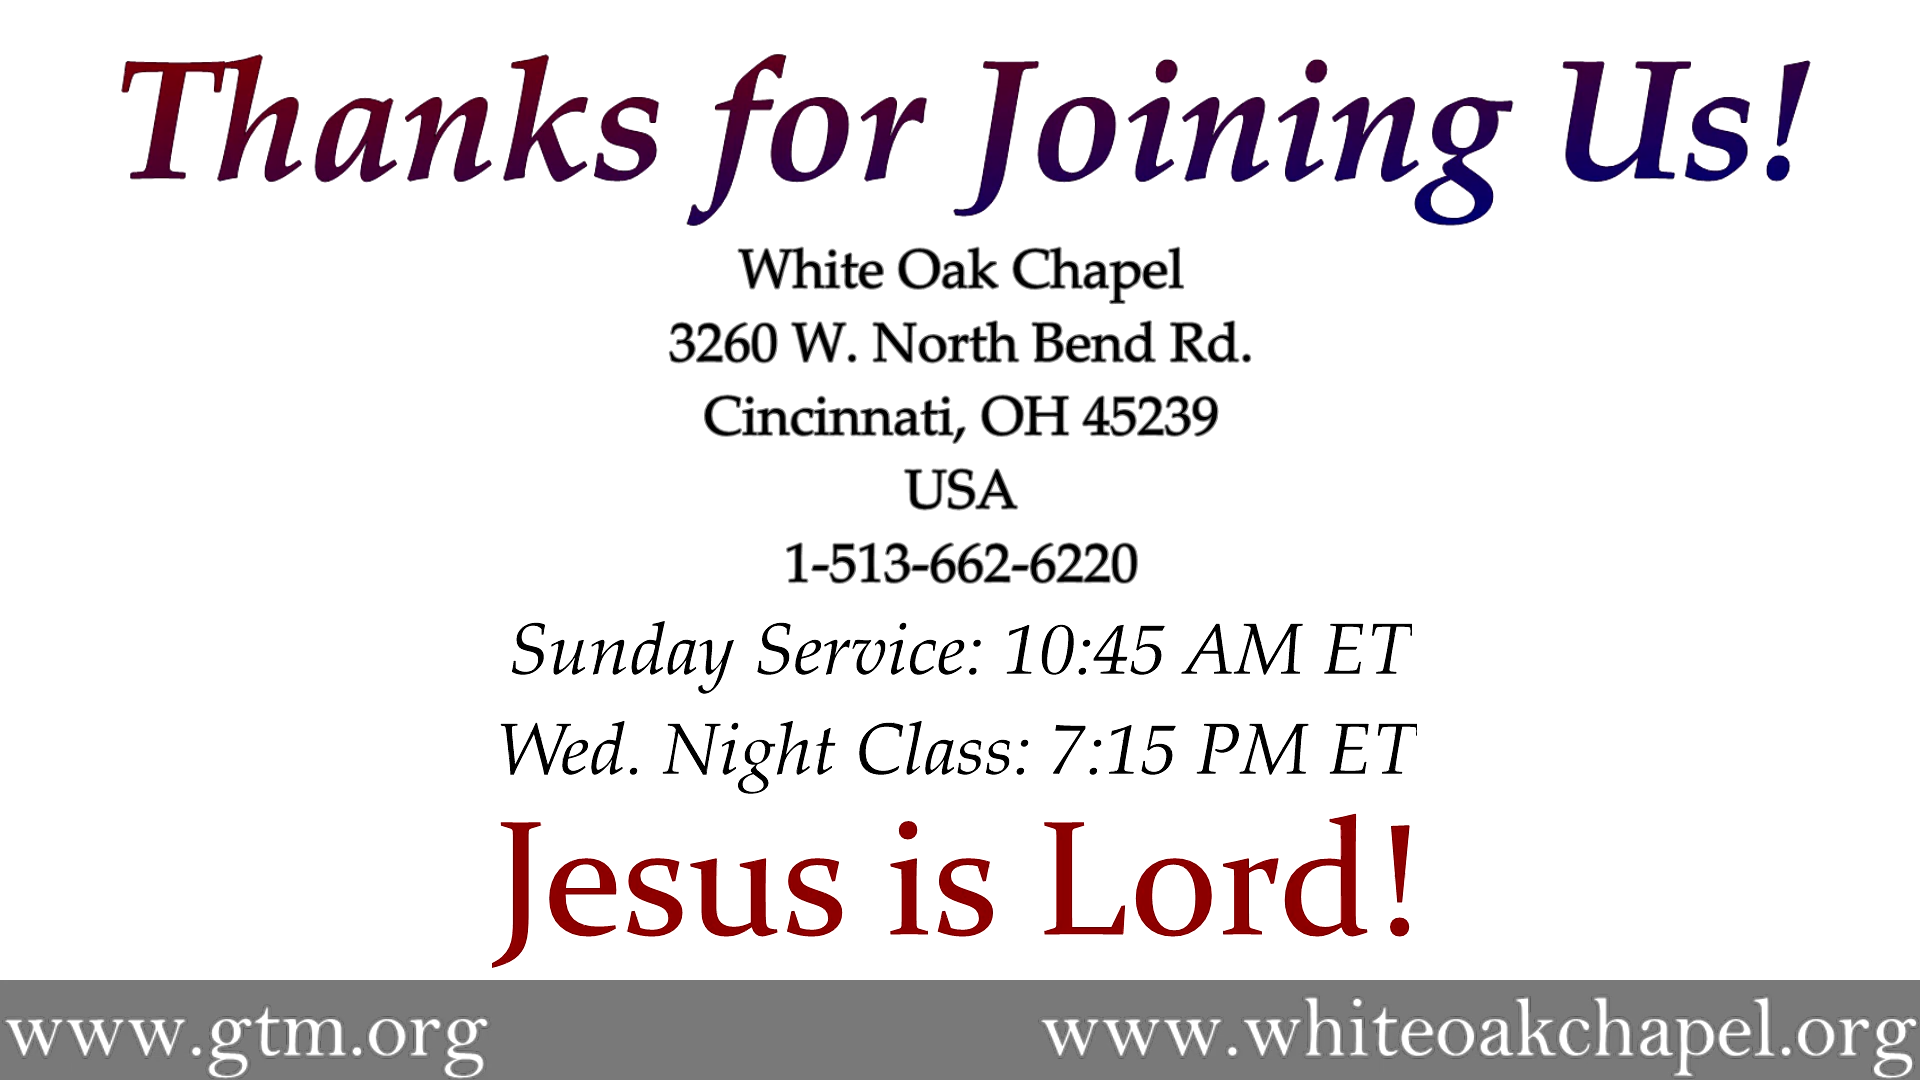 Thanks for Joining Us!
White Oak Chapel
3260 W. North Bend Rd.
Cincinnati, OH 45239
USA
1-513-662-6220
Sunday Service: 10:45 AM ET
Wed. Night Class: 7:15 PM ET
Jesus is Lord!
www.gtm.org www.whiteoakchapel.org